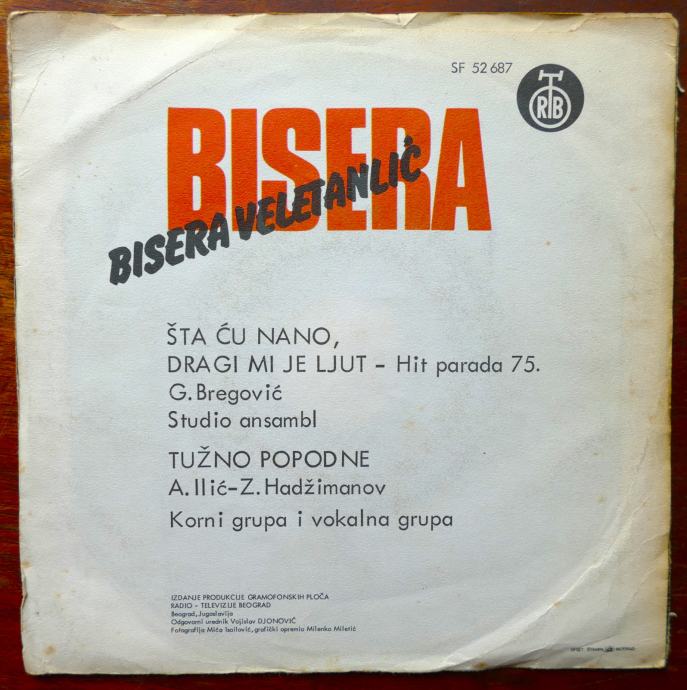 SF 52 687
RTB
BISERA
BISERA VELETANLIĆ
ŠTA ĆU NANO,
DRAGI MI JE LJUT – Hit parada 75.
G. Bregović
Studio ansambl
TUŽNO POPODNE
A. Ilić–Z. Hadžimanov
Korni grupa i vokalna grupa
IZDANJE PRODUKCIJE GRAMOFONSKIH PLOČA
RADIO – TELEVIZIJE BEOGRAD
Beograd, Jugoslavija
Odgovorni urednik Vojislav DJONOVIĆ
Fotografija Mića Isailović, grafički opremio Milenko Miletić